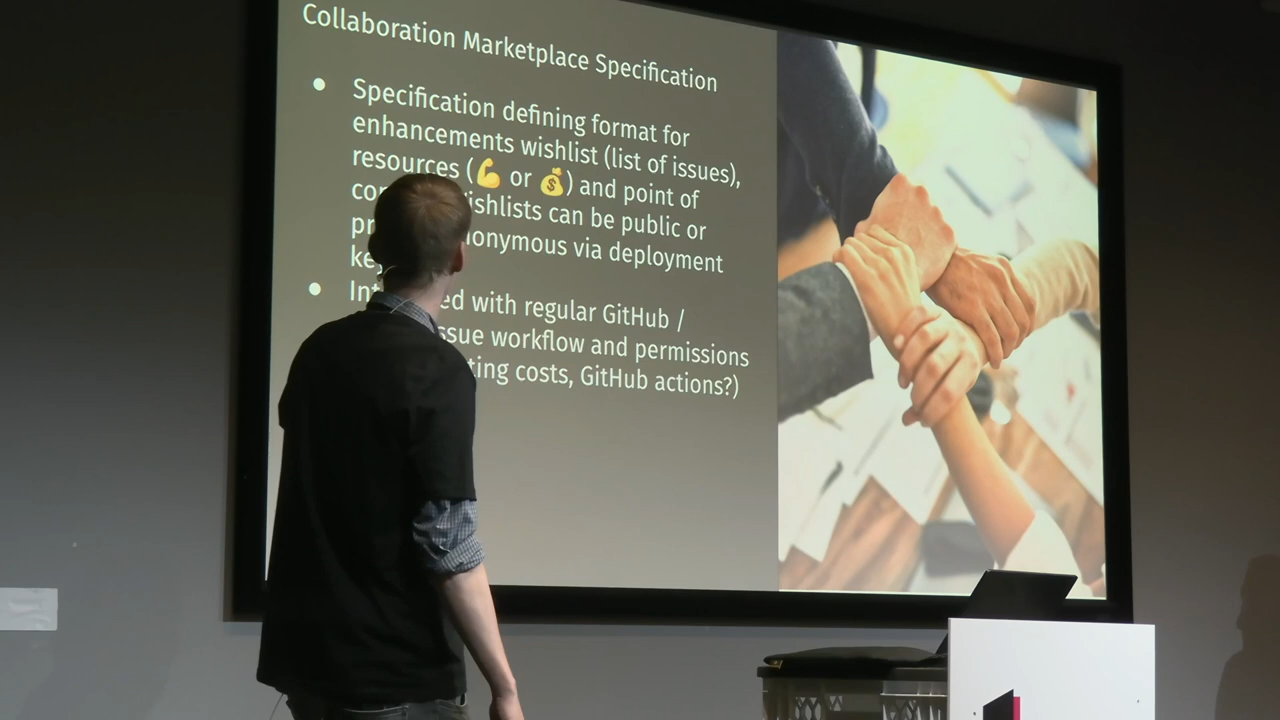 Collaboration Marketplace Specification
● Specification defining format for
enhancements wishlist (list of issues),
resources (💪 or 💰) and point of
ishlists can be public or
onymous via deployment
● Int ed with regular GitHub /
ssue workflow and permissions
ting costs, GitHub actions?)